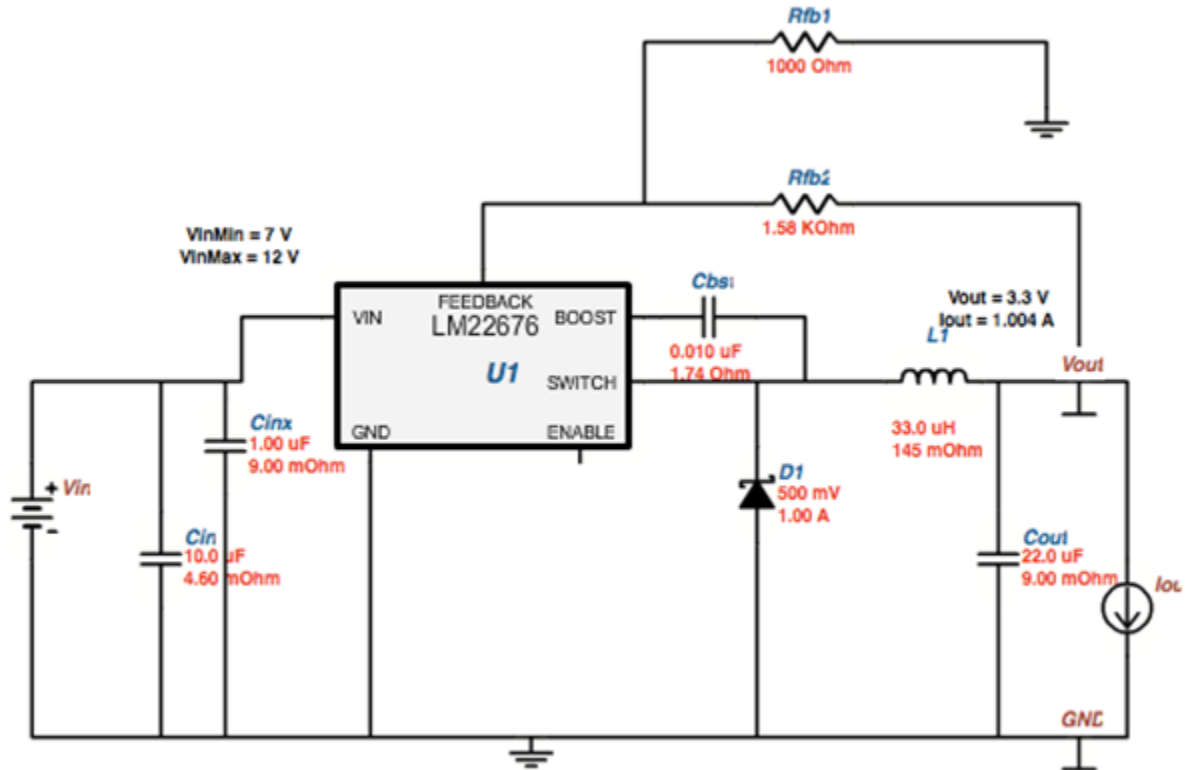 Rfb1
1000 Ohm
Rfb2
1.58 KOhm
VinMin = 7 V
VinMax = 12 V
FEEDBACK
VIN
LM22676
BOOST
U1
SWITCH
GND
ENABLE
Cbst
0.010 uF
1.74 Ohm
Vout = 3.3 V
Iout = 1.004 A
L1
33.0 uH
145 mOhm
Vout
Cinx
1.00 uF
9.00 mOhm
+ Vin
-
Cin
10.0 uF
4.60 mOhm
D1
500 mV
1.00 A
Cout
22.0 uF
9.00 mOhm
GND